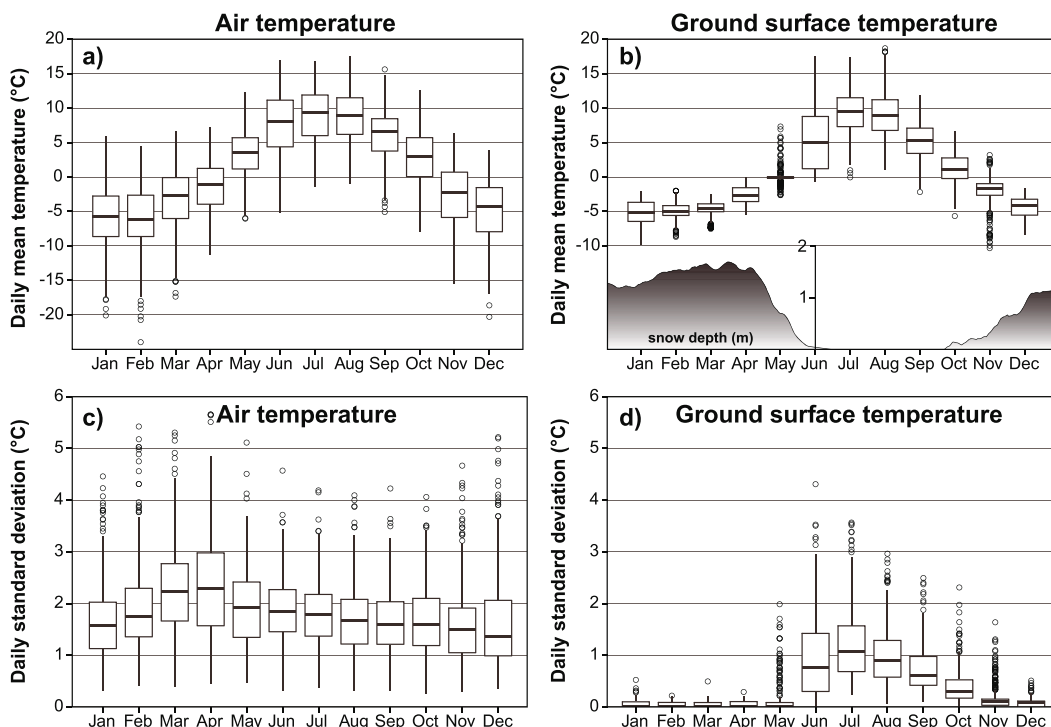 Air temperature
Ground surface temperature
a)
Daily mean temperature (°C)
20
15
10
5
0
-5
-10
-15
-20
Jan Feb Mar Apr May Jun Jul Aug Sep Oct Nov Dec
b)
Daily mean temperature (°C)
20
15
10
5
0
-5
-10
2
1
snow depth (m)
Jan Feb Mar Apr May Jun Jul Aug Sep Oct Nov Dec
c)
Air temperature
Daily standard deviation (°C)
6
5
4
3
2
1
0
Jan Feb Mar Apr May Jun Jul Aug Sep Oct Nov Dec
d)
Ground surface temperature
Daily standard deviation (°C)
6
5
4
3
2
1
0
Jan Feb Mar Apr May Jun Jul Aug Sep Oct Nov Dec